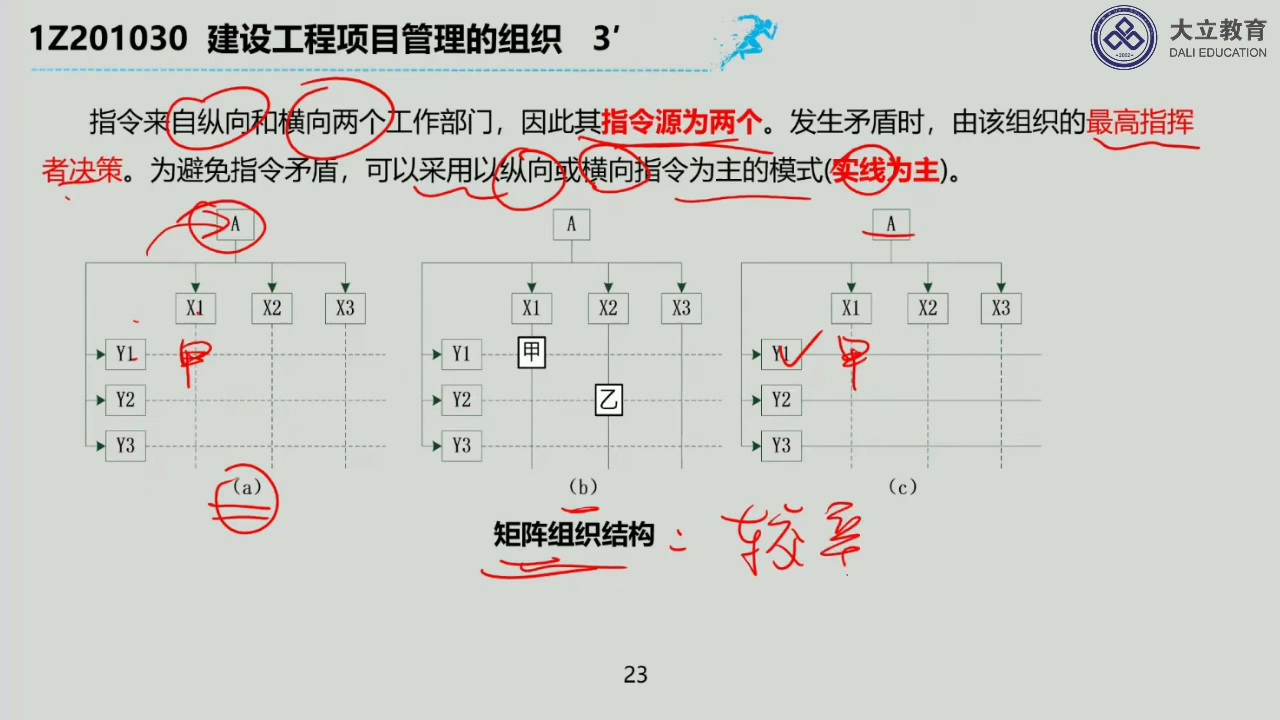 1Z201030 建设工程项目管理的组织 3′
大立教育
DALI EDUCATION
指令来自纵向和横向两个工作部门，因此其指令源为两个。发生矛盾时，由该组织的最高指挥
者决策。为避免指令矛盾，可以采用以纵向或横向指令为主的模式(实线为主)。
A
X1 X2 X3
Y1 甲
Y2
Y3
(a)
A
X1 X2 X3
Y1 甲
Y2 乙
Y3
(b)
A
X1 X2 X3
Y1 甲
Y2
Y3
(c)
矩阵组织结构 : 较
23